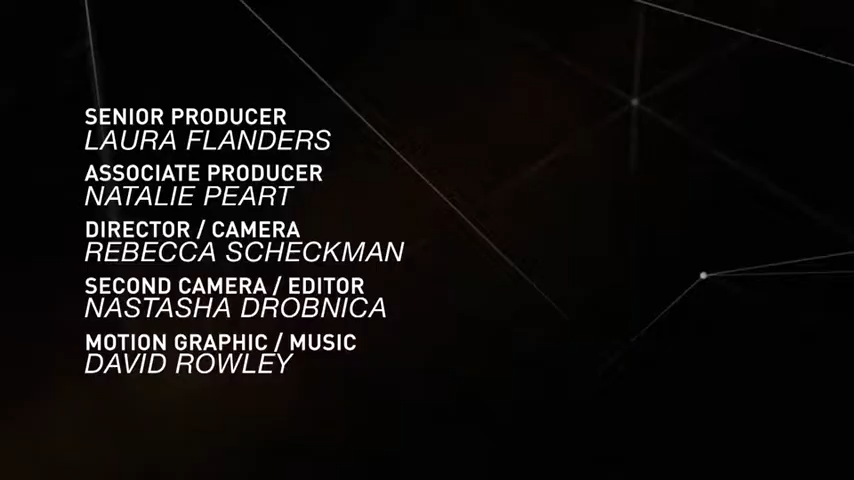 SENIOR PRODUCER
LAURA FLANDERS
ASSOCIATE PRODUCER
NATALIE PEART
DIRECTOR / CAMERA
REBECCA SCHECKMAN
SECOND CAMERA / EDITOR
NASTASHA DROBNICA
MOTION GRAPHIC / MUSIC
DAVID ROWLEY